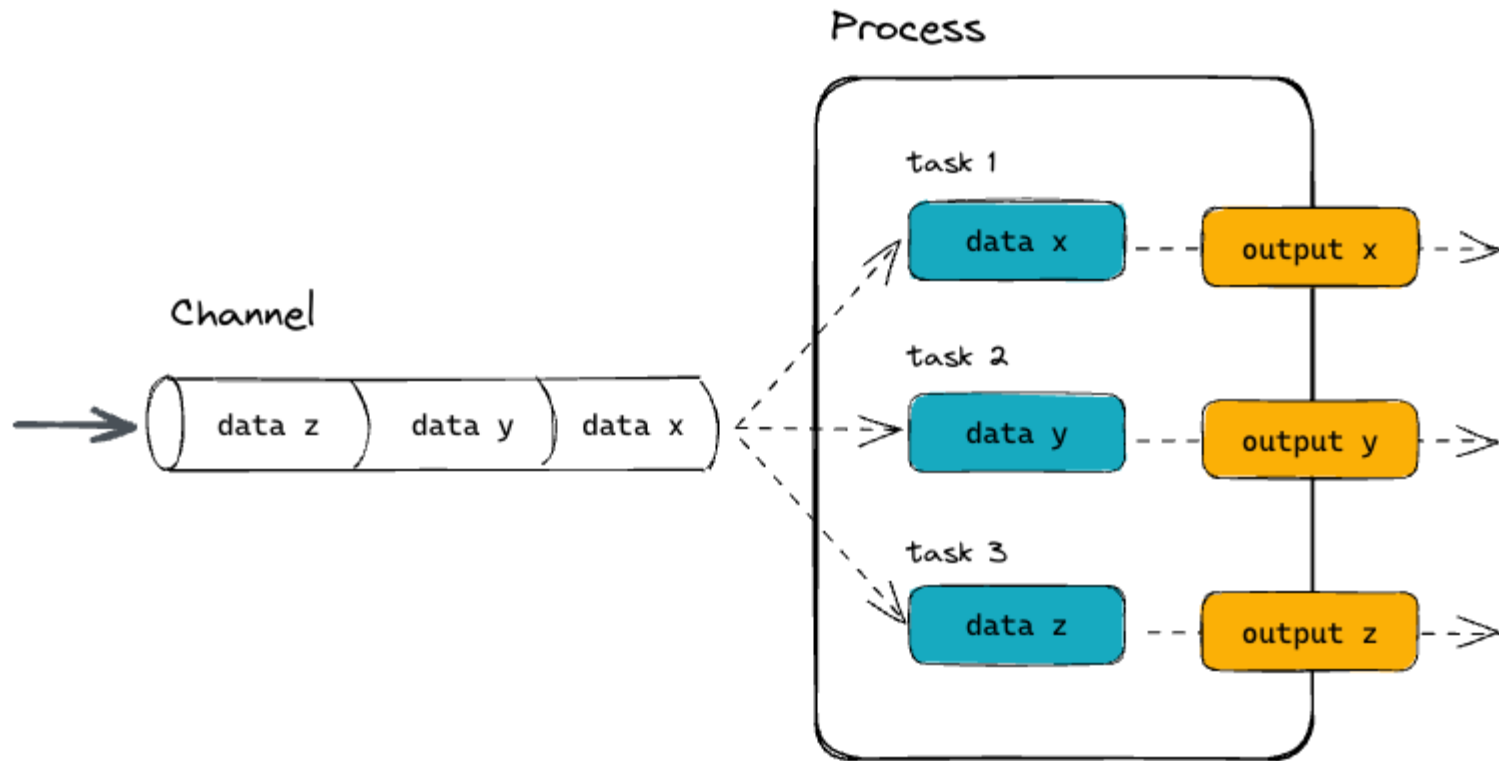 Process
task 1
data x
output x
Channel
task 2
data z
data y
data x
data y
output y
task 3
data z
output z